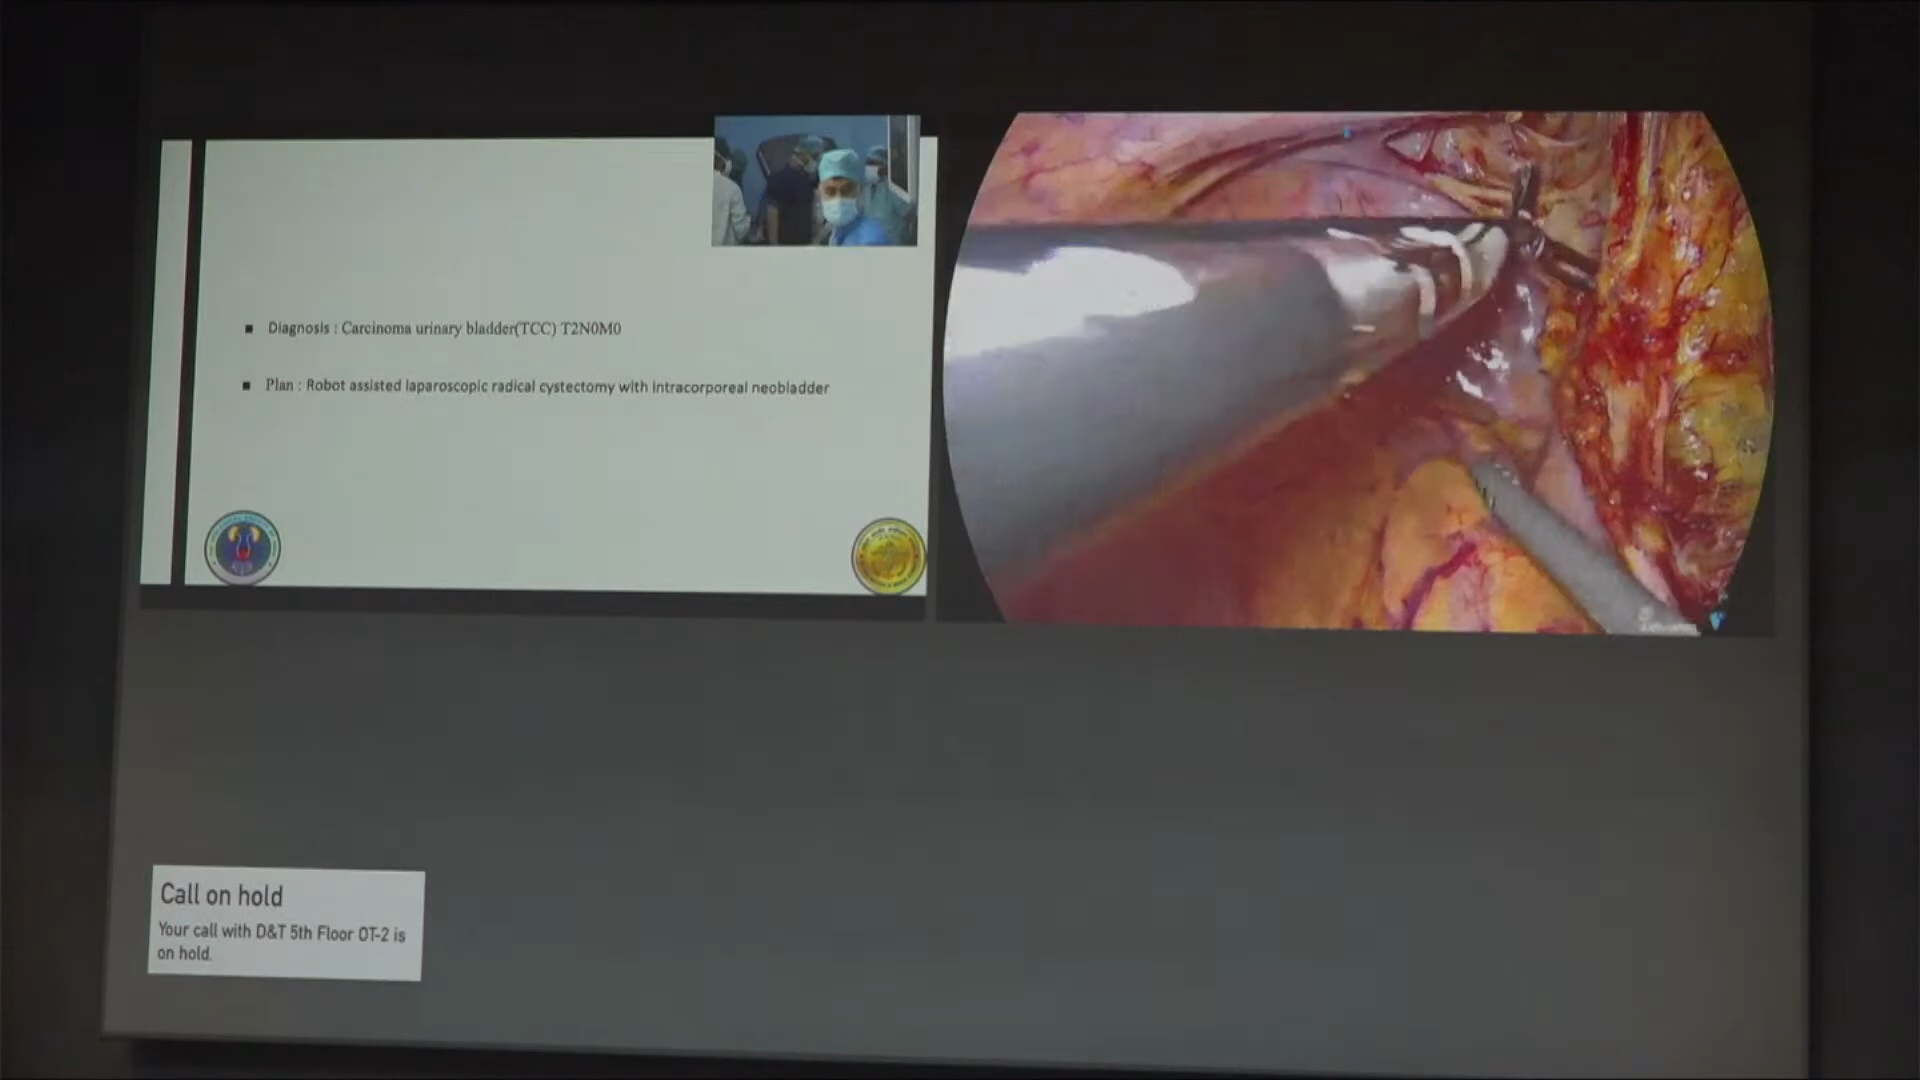 Diagnosis : Carcinoma urinary bladder(TCC) T2N0M0
Plan : Robot assisted laparoscopic radical cystectomy with intracorporeal neobladder
Call on hold
Your call with D&T 5th Floor OT-2 is
on hold.